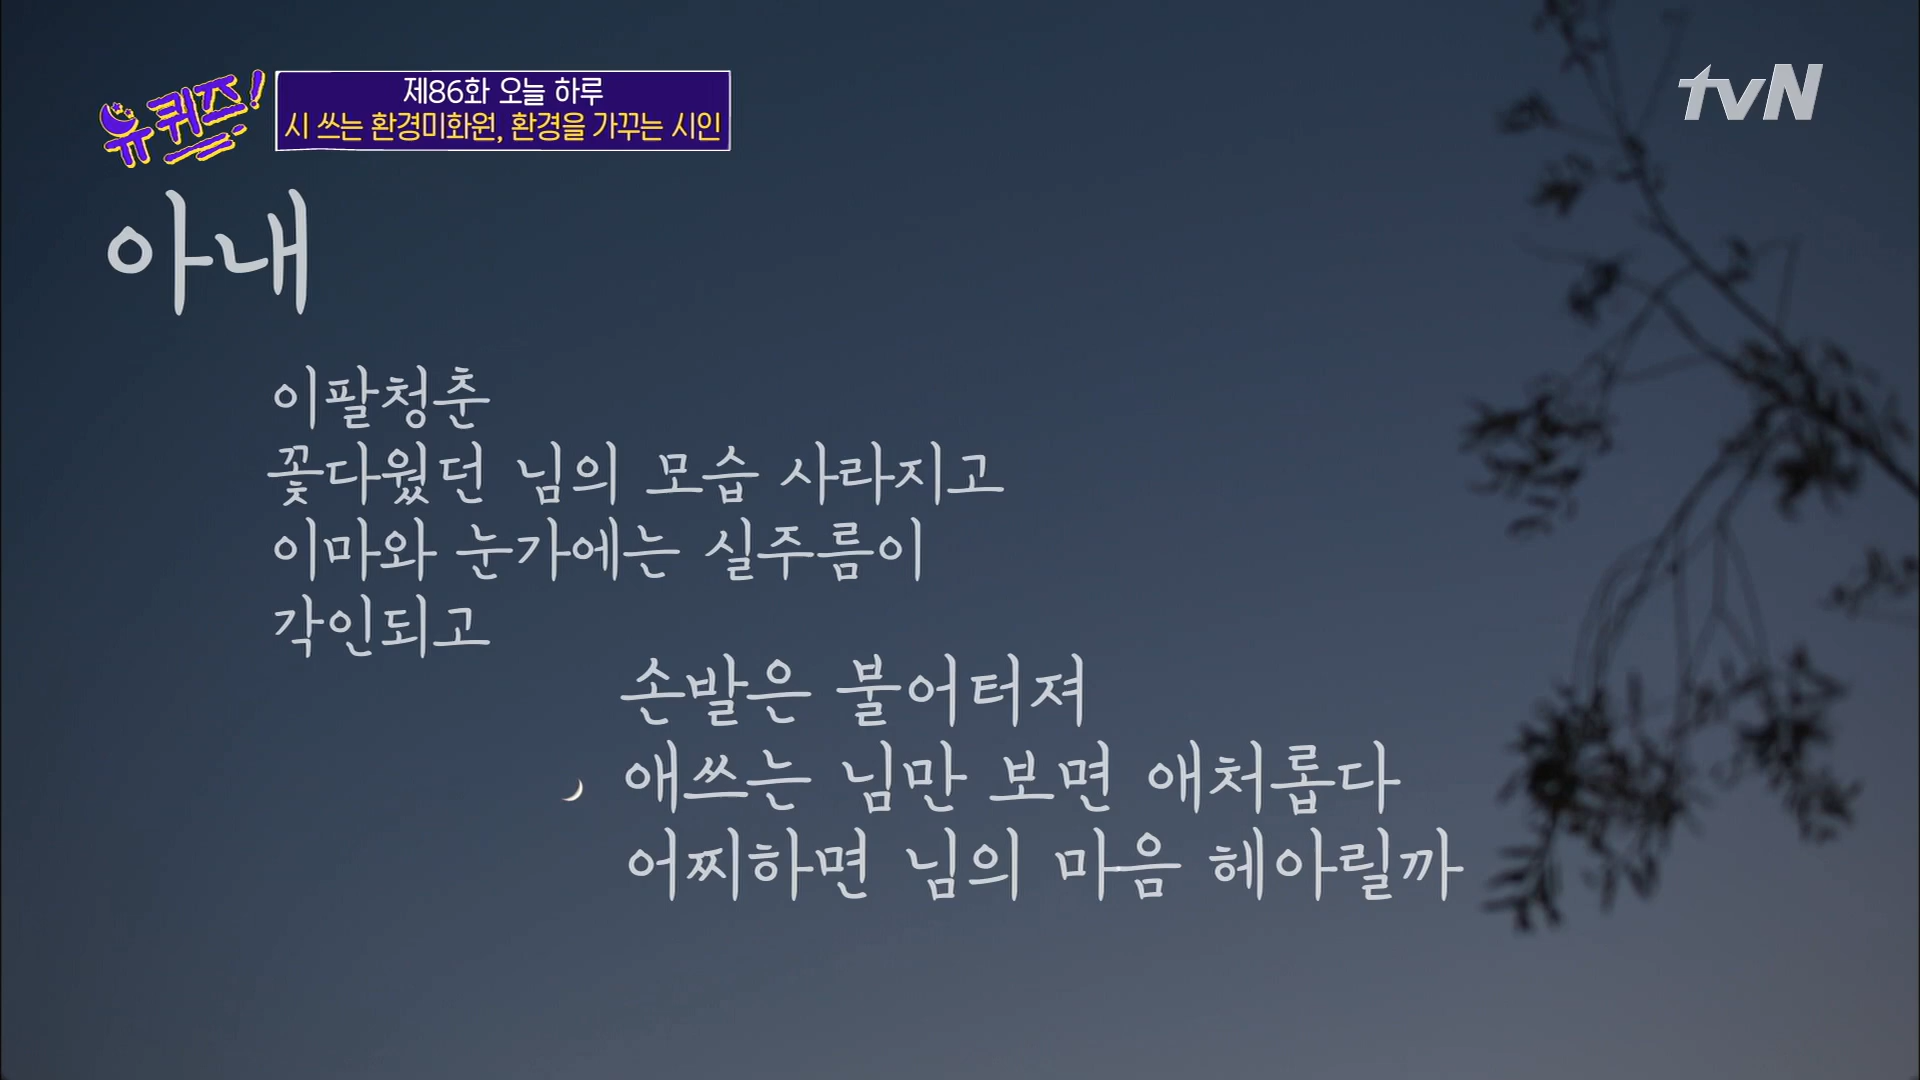 유퀴즈!
제86화 오늘 하루
시 쓰는 환경미화원, 환경을 가꾸는 시인
tvN
아내
이팔청춘
꽃다웠던 님의 모습 사라지고
이마와 눈가에는 실주름이
각인되고
손발은 불어터져
애쓰는 님만 보면 애처롭다
어찌하면 님의 마음 헤아릴까